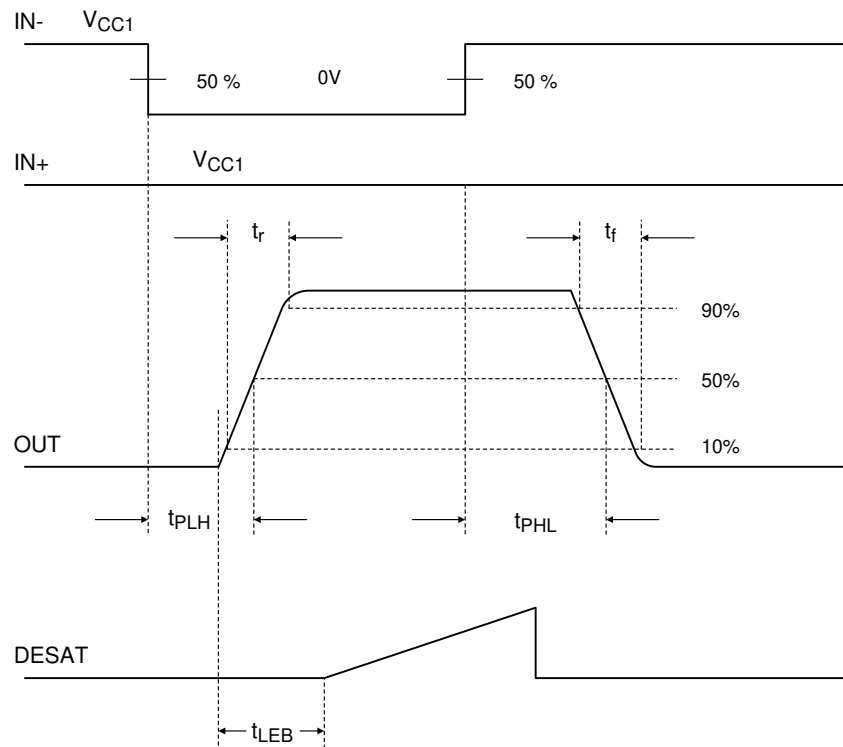 IN- VCC1
50 % 0V 50 %
IN+ VCC1
tr tf
90%
50%
OUT 10%
tPLH tPHL
DESAT
tLEB